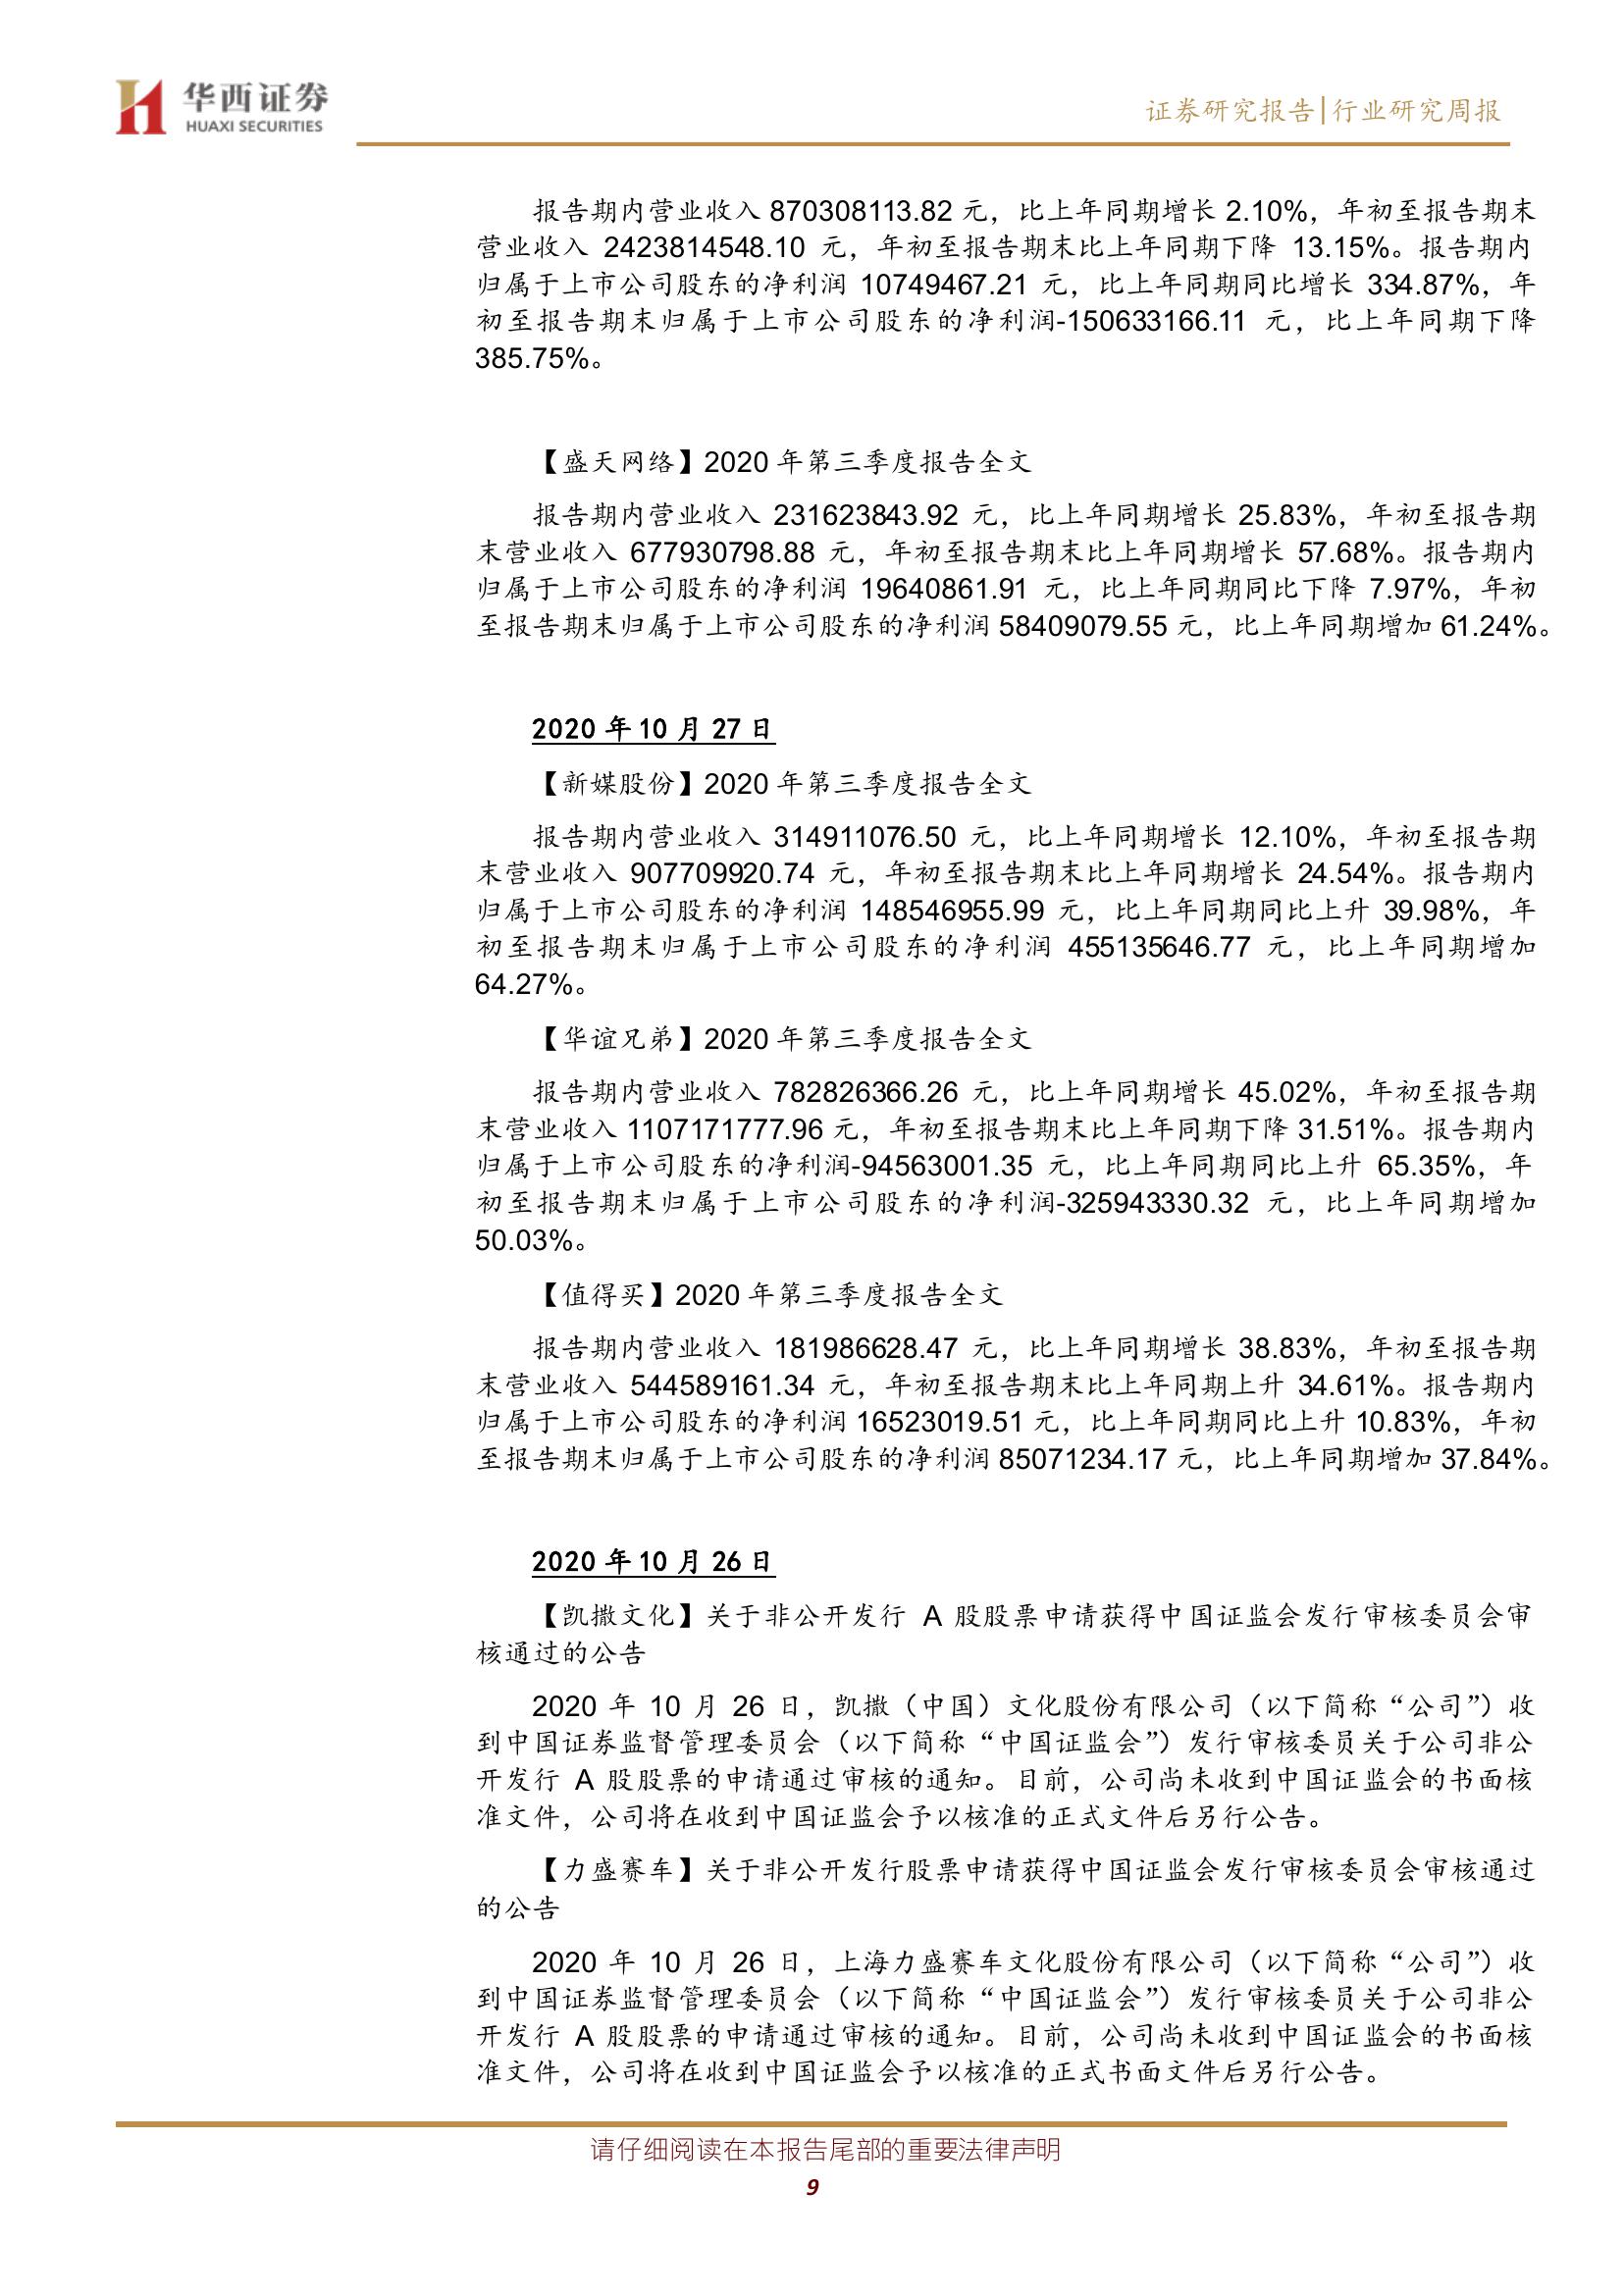 华西证券
HUAXI SECURITIES
证券研究报告|行业研究周报
报告期内营业收入 870308113.82 元，比上年同期增长 2.10%，年初至报告期末
营业收入 2423814548.10 元，年初至报告期末比上年同期下降 13.15%。报告期内
归属于上市公司股东的净利润 10749467.21 元，比上年同期同比增长 334.87%，年
初至报告期末归属于上市公司股东的净利润-150633166.11 元，比上年同期下降
385.75%。
【盛天网络】2020 年第三季度报告全文
报告期内营业收入 231623843.92 元，比上年同期增长 25.83%，年初至报告期
末营业收入 677930798.88 元，年初至报告期末比上年同期增长 57.68%。报告期内
归属于上市公司股东的净利润 19640861.91 元，比上年同期同比下降 7.97%，年初
至报告期末归属于上市公司股东的净利润 58409079.55 元，比上年同期增加 61.24%。
2020 年 10 月 27 日
【新媒股份】2020 年第三季度报告全文
报告期内营业收入 314911076.50 元，比上年同期增长 12.10%，年初至报告期
末营业收入 907709920.74 元，年初至报告期末比上年同期增长 24.54%。报告期内
归属于上市公司股东的净利润 148546955.99 元，比上年同期同比上升 39.98%，年
初至报告期末归属于上市公司股东的净利润 455135646.77 元，比上年同期增加
64.27%。
【华谊兄弟】2020 年第三季度报告全文
报告期内营业收入 782826366.26 元，比上年同期增长 45.02%，年初至报告期
末营业收入 1107171777.96 元，年初至报告期末比上年同期下降 31.51%。报告期内
归属于上市公司股东的净利润-94563001.35 元，比上年同期同比上升 65.35%，年
初至报告期末归属于上市公司股东的净利润-325943330.32 元，比上年同期增加
50.03%。
【值得买】2020 年第三季度报告全文
报告期内营业收入 181986628.47 元，比上年同期增长 38.83%，年初至报告期
末营业收入 544589161.34 元，年初至报告期末比上年同期上升 34.61%。报告期内
归属于上市公司股东的净利润 16523019.51 元，比上年同期同比上升 10.83%，年初
至报告期末归属于上市公司股东的净利润 85071234.17 元，比上年同期增加 37.84%。
2020 年 10 月 26 日
【凯撒文化】关于非公开发行 A 股股票申请获得中国证监会发行审核委员会审
核通过的公告
2020 年 10 月 26 日，凯撒（中国）文化股份有限公司（以下简称“公司”）收
到中国证券监督管理委员会（以下简称“中国证监会”）发行审核委员关于公司非公
开发行 A 股股票的申请通过审核的通知。目前，公司尚未收到中国证监会的书面核
准文件，公司将在收到中国证监会予以核准的正式文件后另行公告。
【力盛赛车】关于非公开发行股票申请获得中国证监会发行审核委员会审核通过
的公告
2020 年 10 月 26 日，上海力盛赛车文化股份有限公司（以下简称“公司”）收
到中国证券监督管理委员会（以下简称“中国证监会”）发行审核委员关于公司非公
开发行 A 股股票的申请通过审核的通知。目前，公司尚未收到中国证监会的书面核
准文件，公司将在收到中国证监会予以核准的正式书面文件后另行公告。
请仔细阅读在本报告尾部的重要法律声明
9